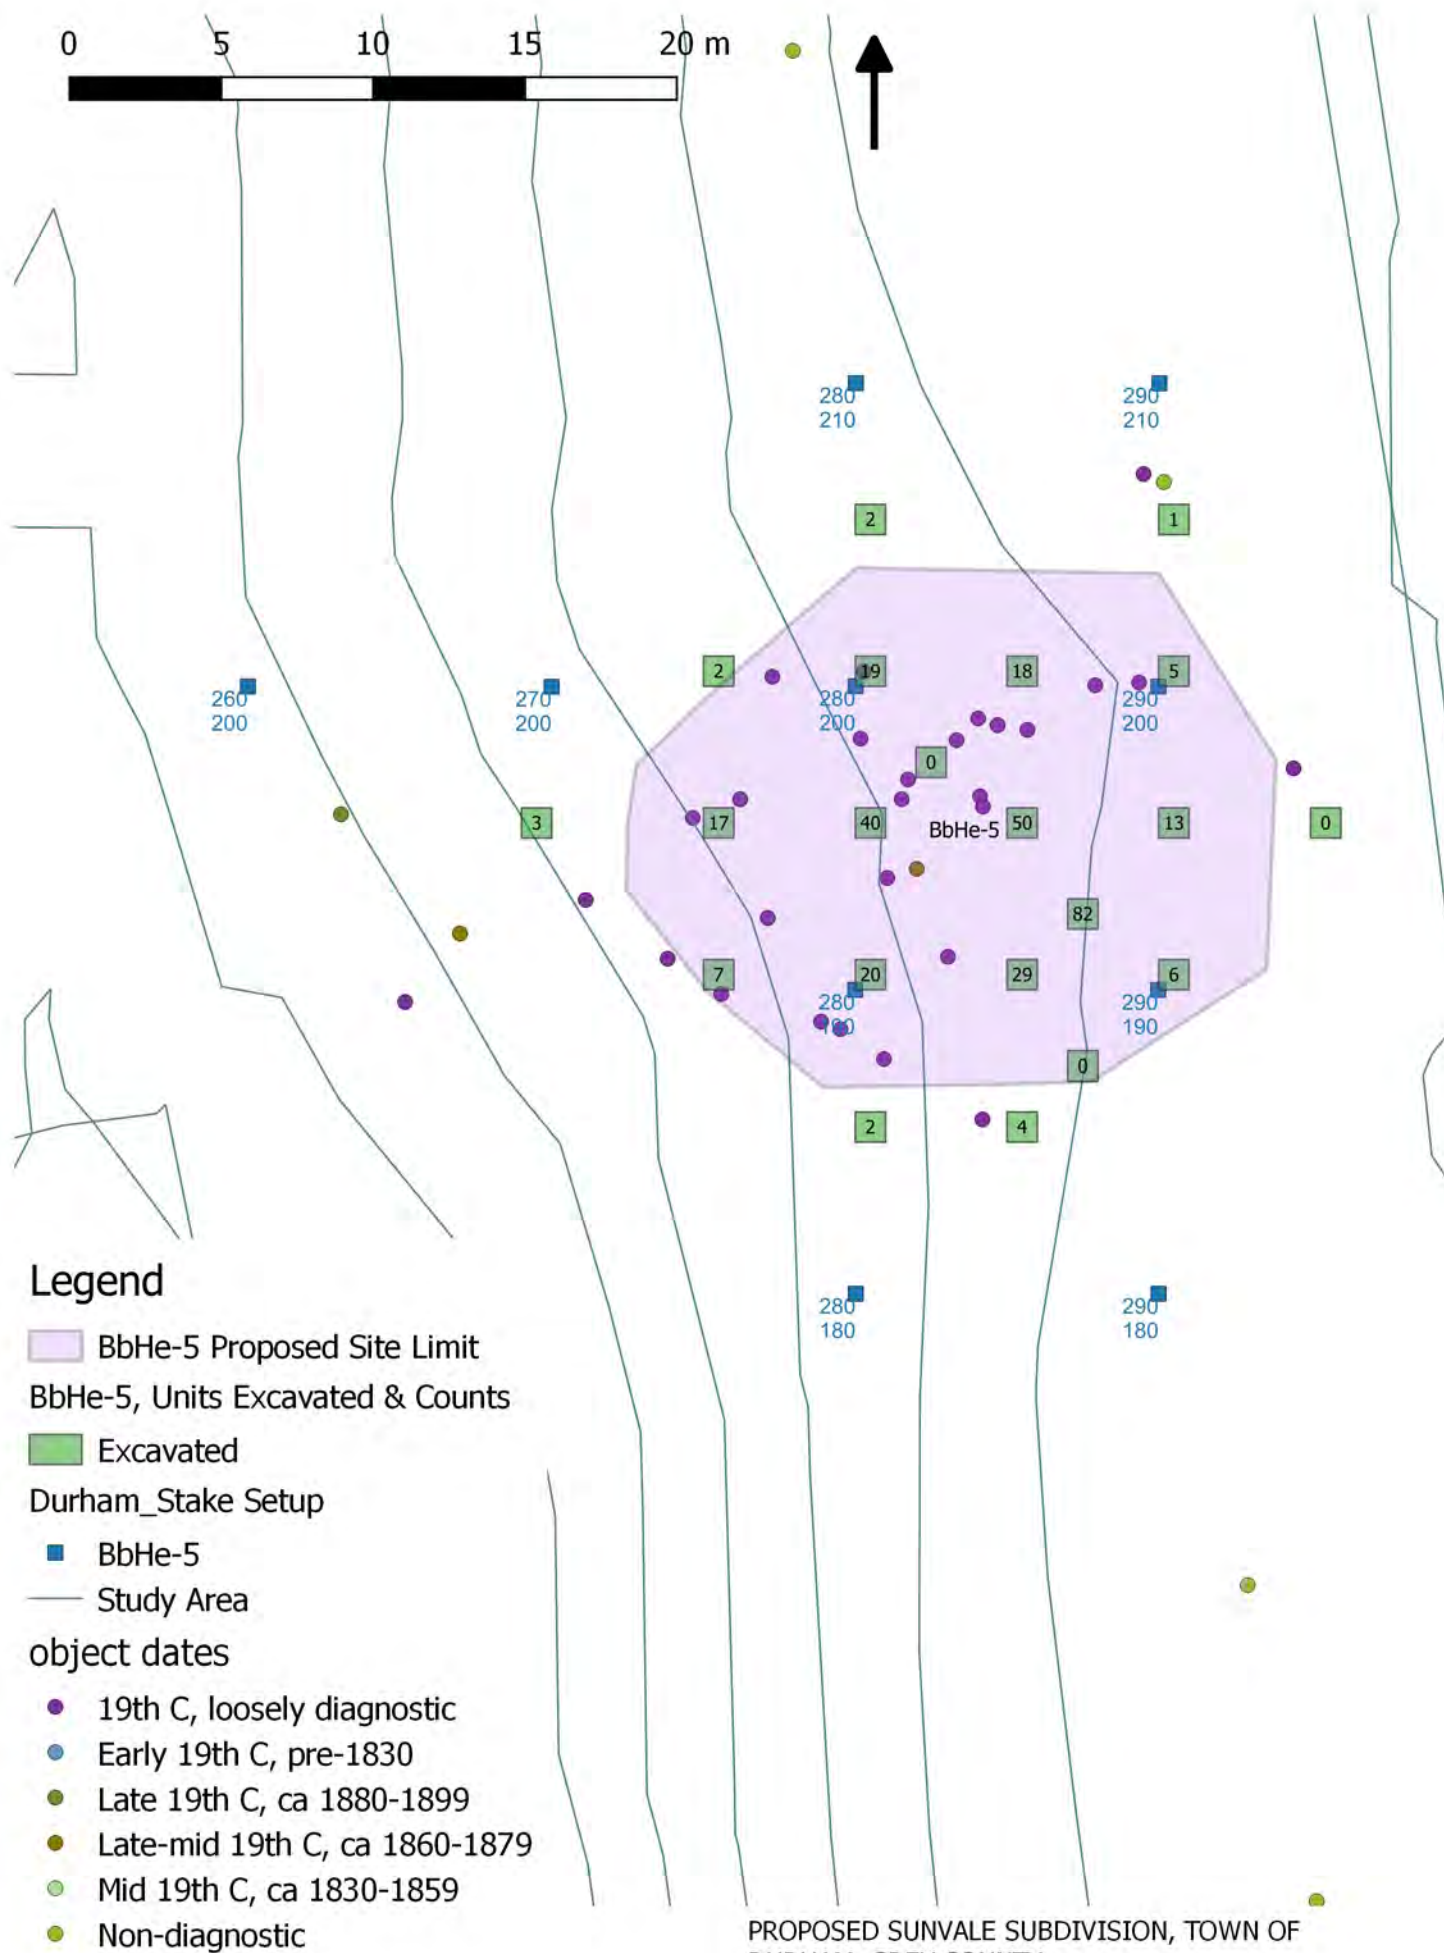 0 5 10 15 20 m
280 290
210 210
2 1
2 19 18 5
260 270 280 290
200 200 200 200
0
3 17 40 50 13 0
BbHe-5
82
7 20 29 6
280 290
190
0
2 4
280 290
180 180
Legend
BbHe-5 Proposed Site Limit
BbHe-5, Units Excavated & Counts
Excavated
Durham_Stake Setup
BbHe-5
Study Area
object dates
19th C, loosely diagnostic
Early 19th C, pre-1830
Late 19th C, ca 1880-1899
Late-mid 19th C, ca 1860-1879
Mid 19th C, ca 1830-1859
Non-diagnostic
PROPOSED SUNVALE SUBDIVISION, TOWN OF